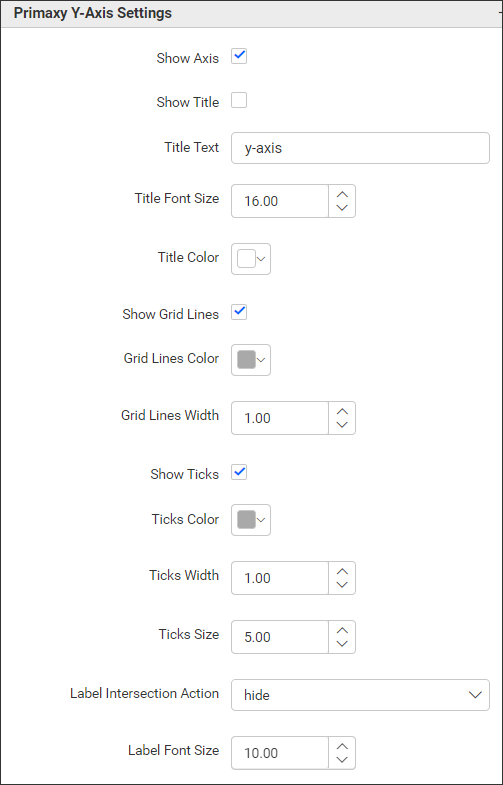 Primaxy Y-Axis Settings
Show Axis
Show Title
Title Text y-axis
Title Font Size 16.00
Title Color
Show Grid Lines
Grid Lines Color
Grid Lines Width 1.00
Show Ticks
Ticks Color
Ticks Width 1.00
Ticks Size 5.00
Label Intersection Action hide
Label Font Size 10.00